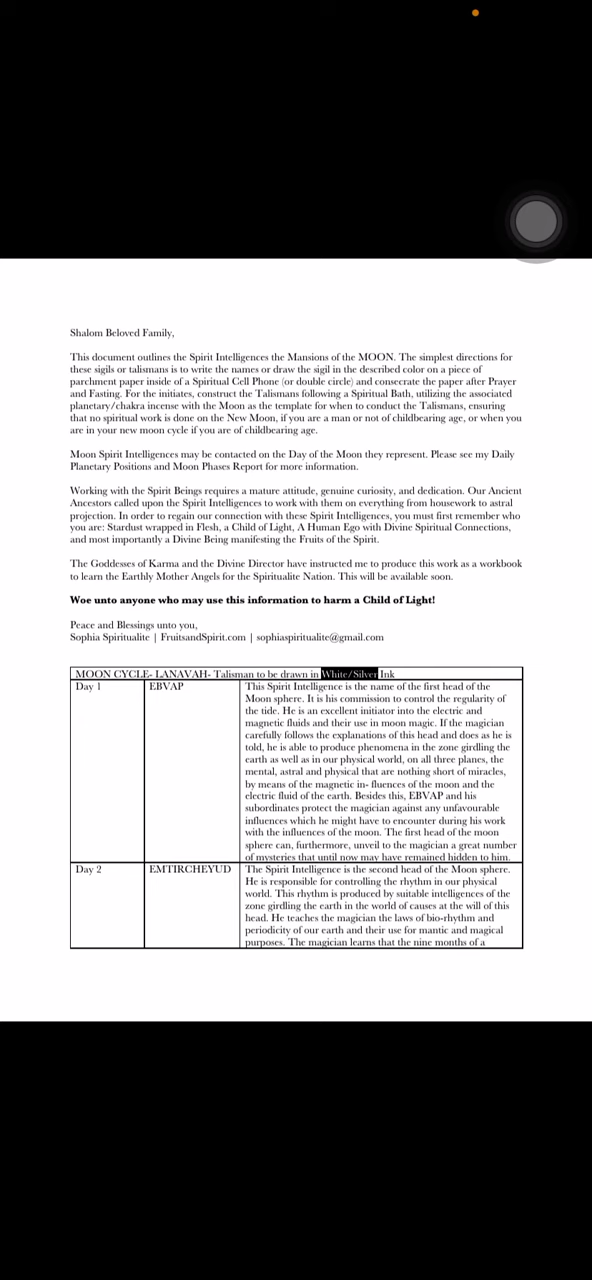 Shalom Beloved Family,
This document outlines the Spirit Intelligences the Mansions of the MOON. The simplest directions for
these sigils or talismans is to write the names or draw the sigil in the described color on a piece of
parchment paper inside of a Spiritual Cell Phone (or double circle) and consecrate the paper after Prayer
and Fasting. For the initiates, construct the Talismans following a Spiritual Bath, utilizing the associated
planetary/chakra incense with the Moon as the template for when to conduct the Talismans, ensuring
that no spiritual work is done on the New Moon, if you are a man or not of childbearing age, or when you
are in your new moon cycle if you are of childbearing age.
Moon Spirit Intelligences may be contacted on the Day of the Moon they represent. Please see my Daily
Planetary Positions and Moon Phases Report for more information.
Working with the Spirit Beings requires a mature attitude, genuine curiosity, and dedication. Our Ancient
Ancestors called upon the Spirit Intelligences to work with them on everything from housework to astral
projection. In order to regain our connection with these Spirit Intelligences, you must first remember who
you are: Stardust wrapped in Flesh, a Child of Light, A Human Ego with Divine Spiritual Connections,
and most importantly a Divine Being manifesting the Fruits of the Spirit.
The Goddesses of Karma and the Divine Director have instructed me to produce this work as a workbook
to learn the Earthly Mother Angels for the Spiritualite Nation. This will be available soon.
Woe unto anyone who may use this information to harm a Child of Light!
Peace and Blessings unto you,
Sophia Spiritualite | FruitsandSpirit.com | sophiaspiritualite@gmail.com
MOON CYCLE- LANAVAH- Talisman to be drawn in White/Silver Ink
Day 1 EBVAP This Spirit Intelligence is the name of the first head of the
Moon sphere. It is his commission to control the regularity of
the tide. He is an excellent initiator into the electric and
magnetic fluids and their use in moon magic. If the magician
carefully follows the explanations of this head and does as he is
told, he is able to produce phenomena in the zone girdling the
earth as well as in our physical world, on all three planes, the
mental, astral and physical that are nothing short of miracles,
by means of the magnetic in- fluences of the moon and the
electric fluid of the earth. Besides this, EBVAP and his
subordinates protect the magician against any unfavourable
influences which he might have to encounter during his work
with the influences of the moon. The first head of the moon
sphere can, furthermore, unveil to the magician a great number
of mysteries that until now may have remained hidden to him.
Day 2 EMTIRCHEYUD The Spirit Intelligence is the second head of the Moon sphere.
He is responsible for controlling the rhythm in our physical
world. This rhythm is produced by suitable intelligences of the
zone girdling the earth in the world of causes at the will of this
head. He teaches the magician the laws of bio-rhythm and
periodicity of our earth and their use for mantic and magical
purposes. The magician learns that the nine months of a